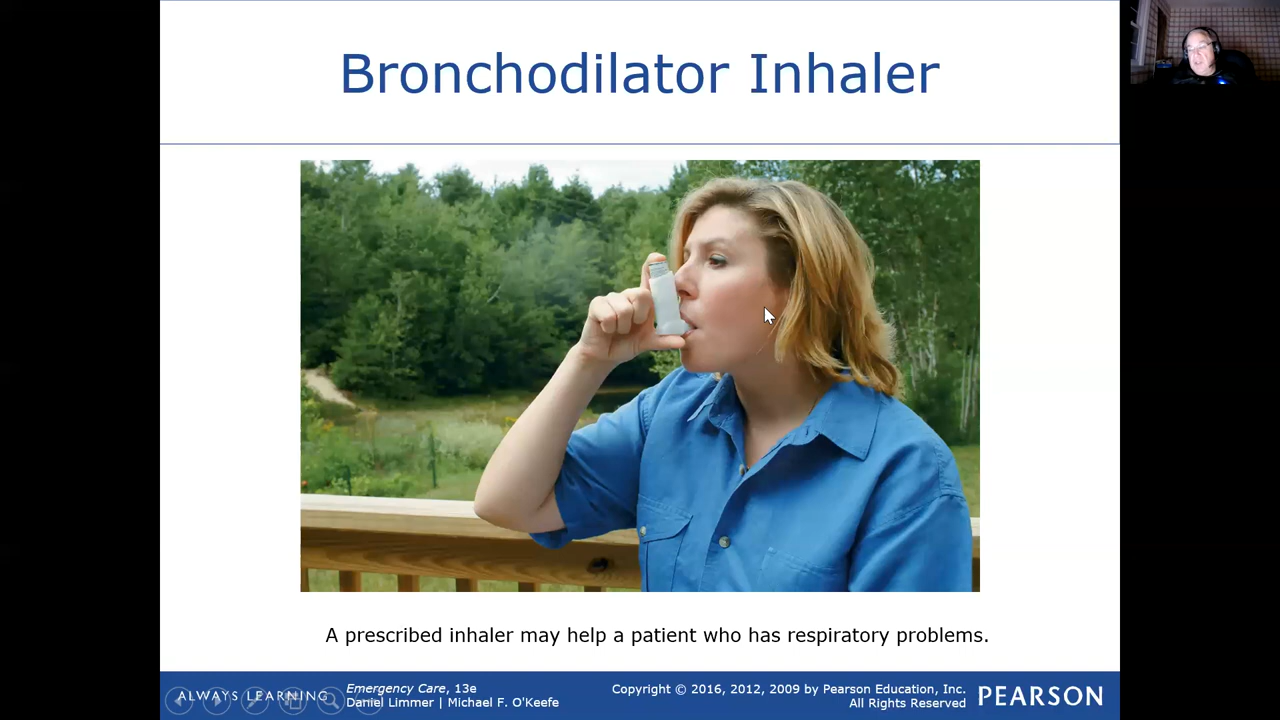 Bronchodilator Inhaler
A prescribed inhaler may help a patient who has respiratory problems.
ALWAYS LEARNING
Emergency Care, 13e
Daniel Limmer | Michael F. O'Keefe
Copyright © 2016, 2012, 2009 by Pearson Education, Inc.
All Rights Reserved
PEARSON